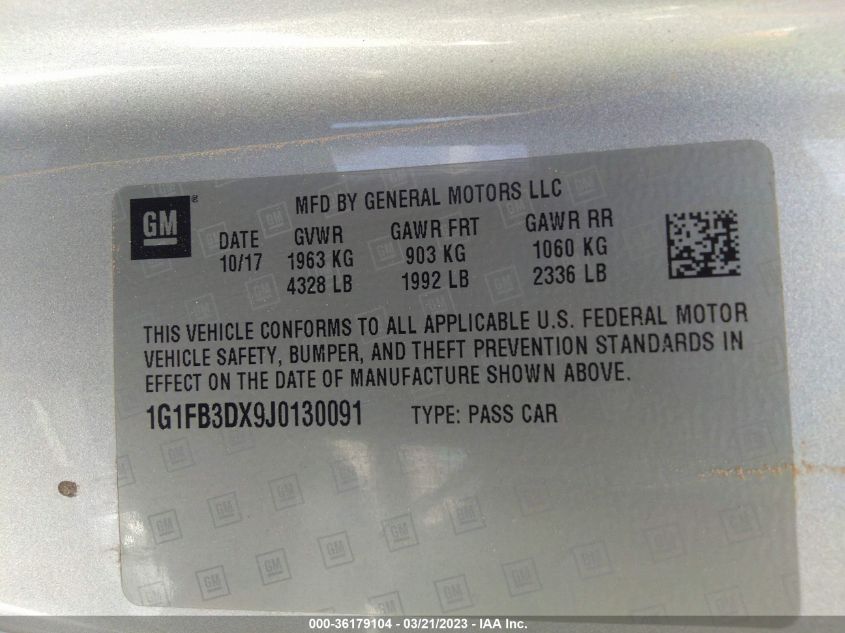 GM®
MFD BY GENERAL MOTORS LLC
DATE GVWR GAWR FRT GAWR RR
10/17 1963 KG 903 KG 1060 KG
4328 LB 1992 LB 2336 LB
THIS VEHICLE CONFORMS TO ALL APPLICABLE U.S. FEDERAL MOTOR
VEHICLE SAFETY, BUMPER, AND THEFT PREVENTION STANDARDS IN
EFFECT ON THE DATE OF MANUFACTURE SHOWN ABOVE.
1G1FB3DX9J0130091 TYPE: PASS CAR
000-36179104 - 03/21/2023 - IAA Inc.